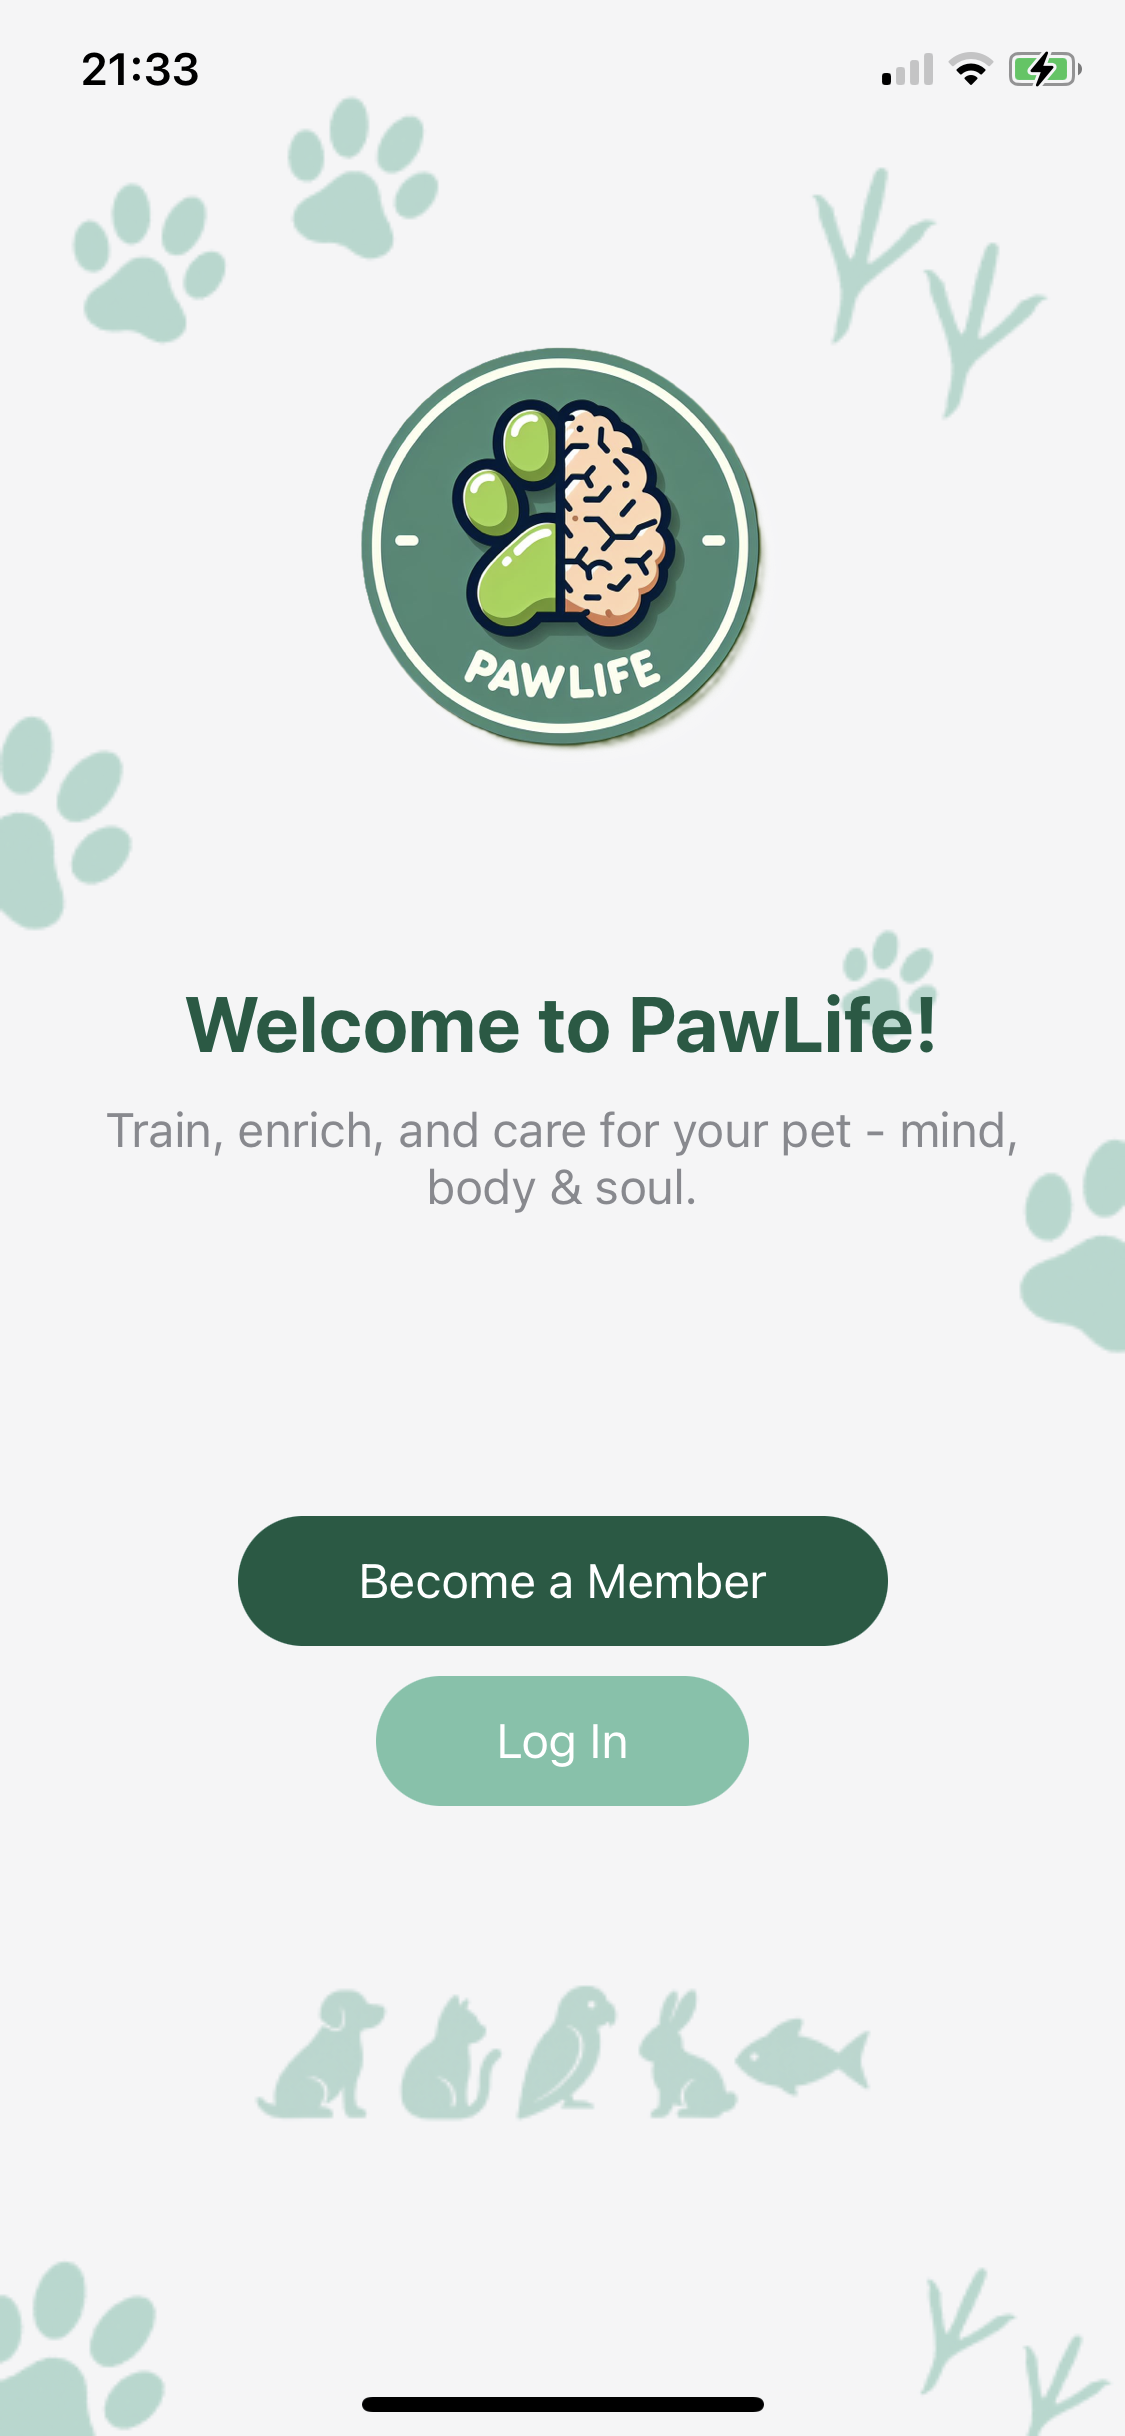 21:33
PAWLIFE
Welcome to PawLife!
Train, enrich, and care for your pet - mind,
body & soul.
Become a Member
Log In